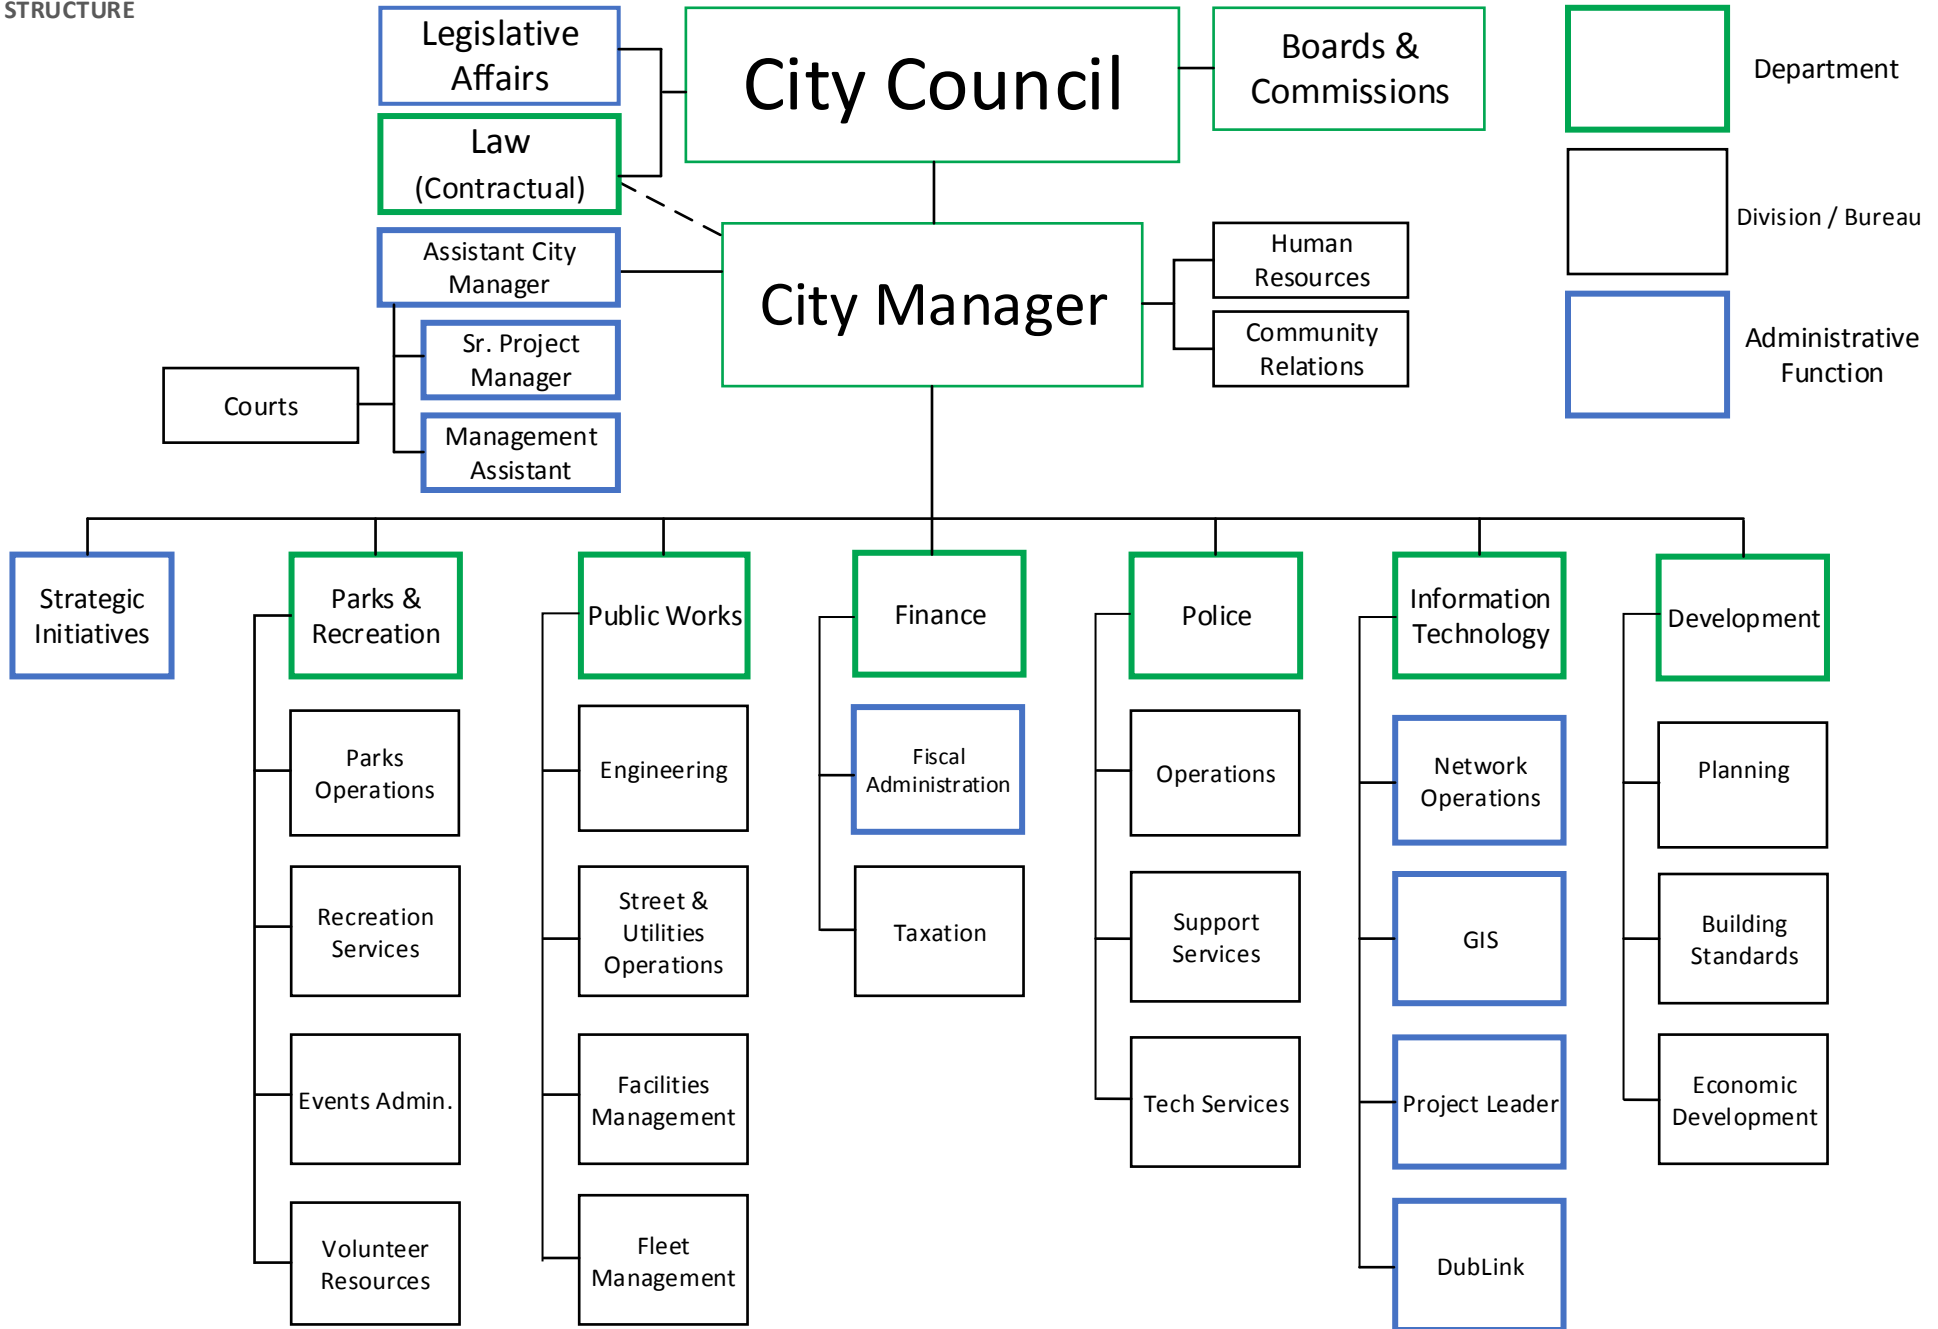 STRUCTURE
Legislative
Affairs
City Council
Boards &
Commissions
Department
Law
(Contractual)
Division / Bureau
Assistant City
Manager
City Manager
Human
Resources
Community
Relations
Administrative
Function
Sr. Project
Manager
Courts
Management
Assistant
Strategic
Initiatives
Parks &
Recreation
Public Works
Finance
Police
Information
Technology
Development
Parks
Operations
Engineering
Fiscal
Administration
Operations
Network
Operations
Planning
Recreation
Services
Street &
Utilities
Operations
Taxation
Support
Services
GIS
Building
Standards
Events Admin.
Facilities
Management
Tech Services
Project Leader
Economic
Development
Volunteer
Resources
Fleet
Management
DubLink